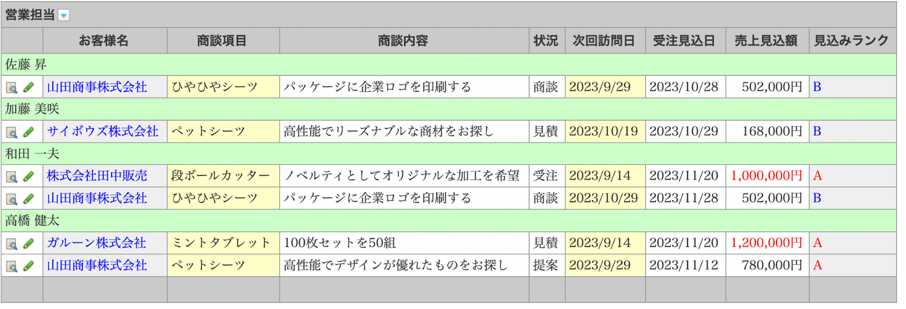 営業担当
お客様名 商談項目 商談内容 状況 次回訪問日 受注見込日 売上見込額 見込みランク
佐藤 昇
山田商事株式会社 ひやひやシーツ パッケージに企業ロゴを印刷する 商談 2023/9/29 2023/10/28 502,000円 B
加藤 美咲
サイボウズ株式会社 ペットシーツ 高性能でリーズナブルな商材をお探し 見積 2023/10/19 2023/10/29 168,000円 B
和田 一夫
株式会社田中販売 段ボールカッター ノベルティとしてオリジナルな加工を希望 受注 2023/9/14 2023/11/20 1,000,000円 A
山田商事株式会社 ひやひやシーツ パッケージに企業ロゴを印刷する 商談 2023/10/29 2023/11/28 502,000円 B
高橋 健太
ガルーン株式会社 ミントタブレット 100枚セットを50組 見積 2023/9/14 2023/11/20 1,200,000円 A
山田商事株式会社 ペットシーツ 高性能でデザインが優れたものをお探し 提案 2023/9/29 2023/11/12 780,000円 A